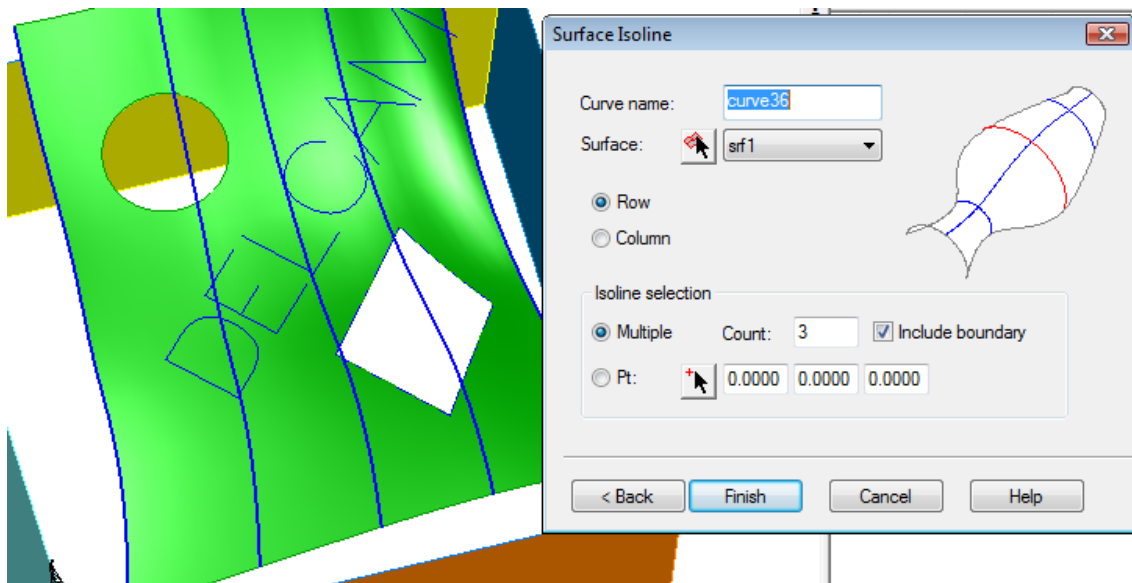 Surface Isoline
Curve name: curve36
Surface: srf1
Row
Column
Isoline selection
Multiple Count: 3 Include boundary
Pt: 0.0000 0.0000 0.0000
< Back Finish Cancel Help
DELCAM